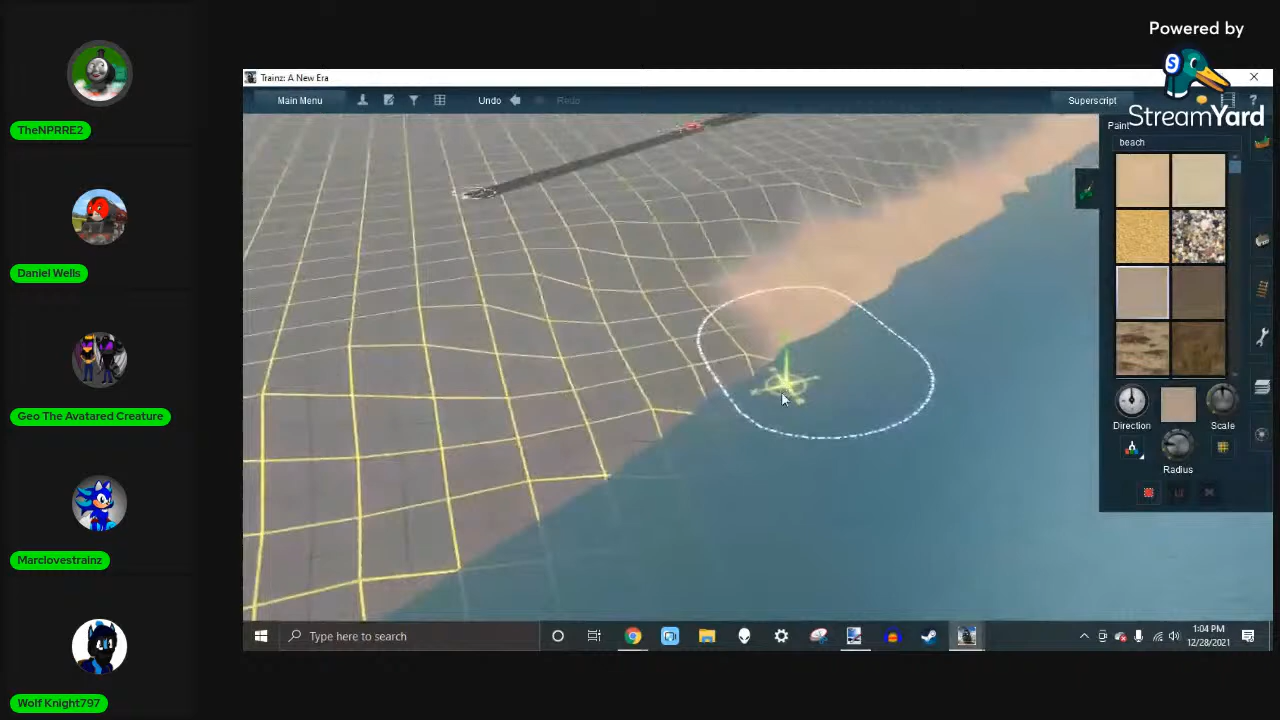 Powered by
StreamYard
TheNPRRE2
Daniel Wells
Geo The Avatared Creature
Marclovestrainz
Wolf Knight797
Trainz: A New Era
Main Menu
Undo
Redo
Superscript
?
Paint
beach
Direction
Scale
Radius
Type here to search
1:04 PM
12/28/2021